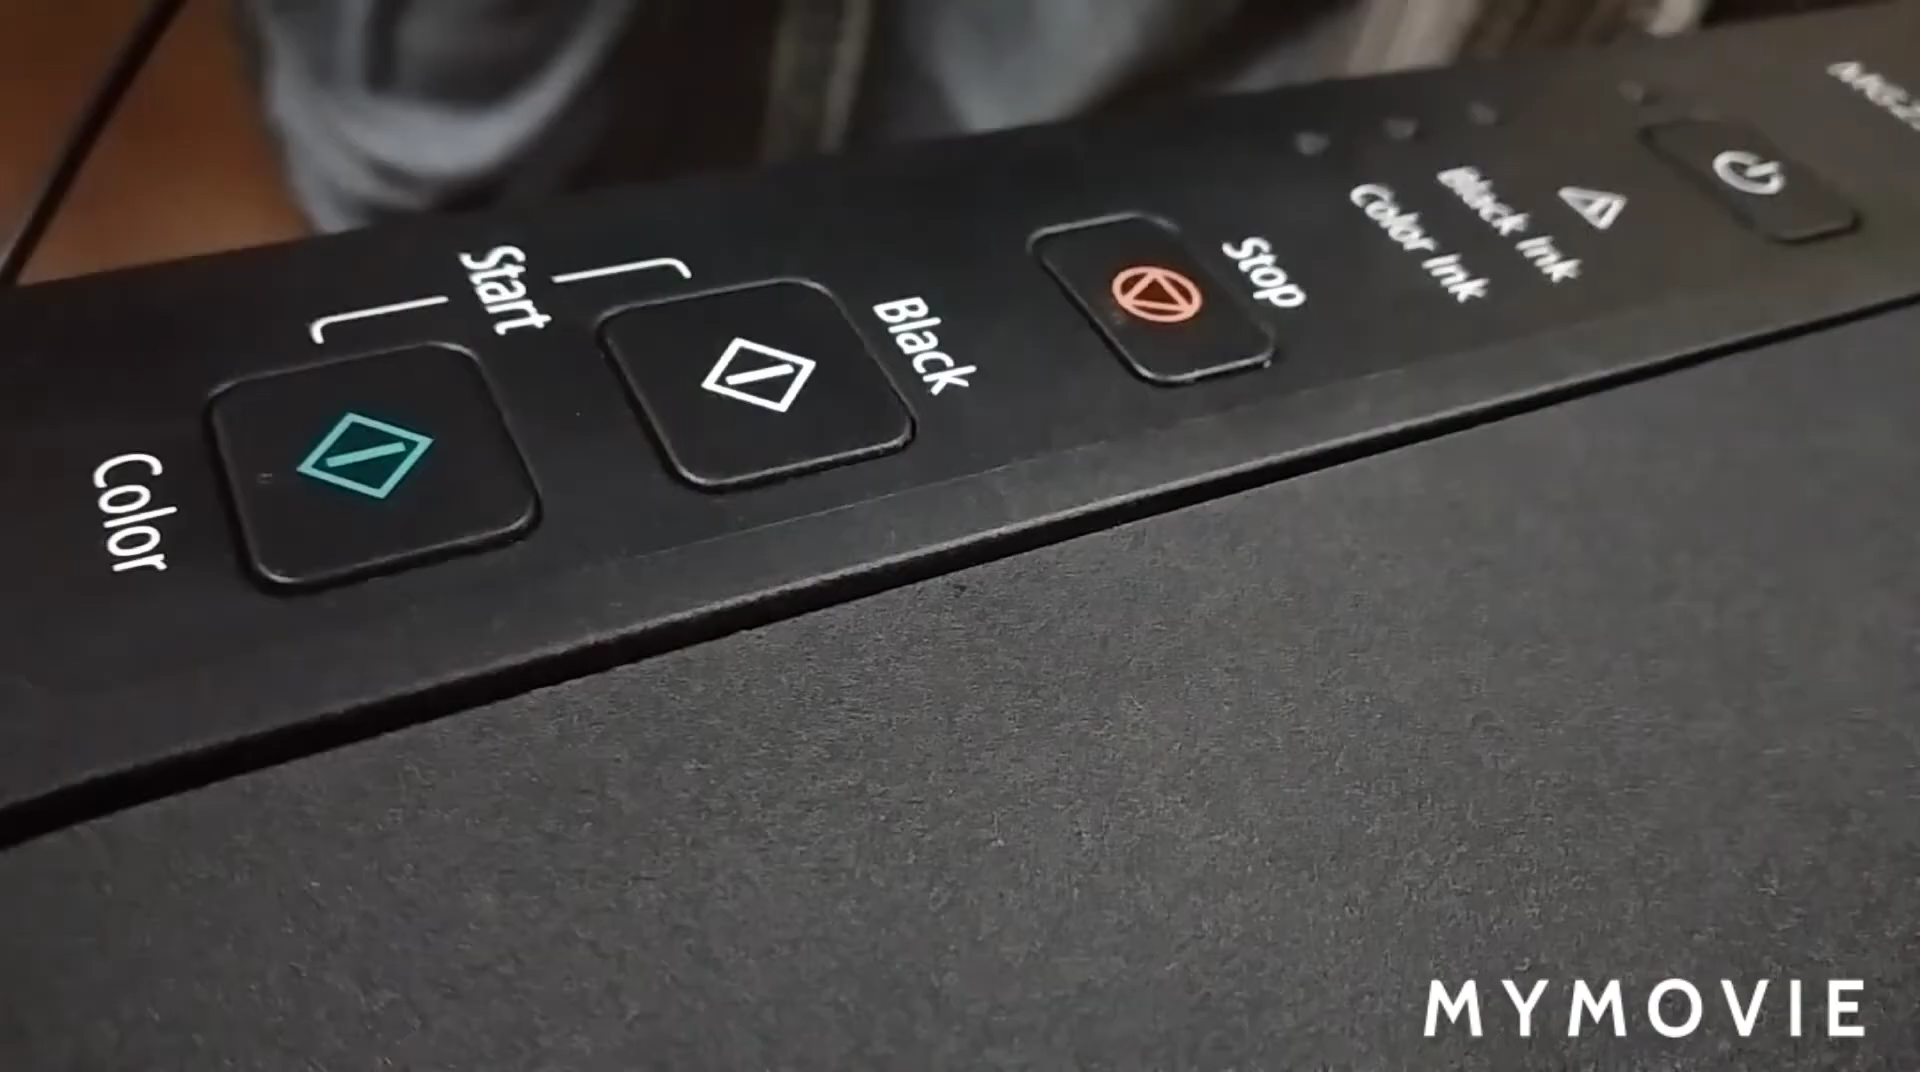 Color
Start
Black
Stop
Color Ink
Black Ink
MYMOVIE